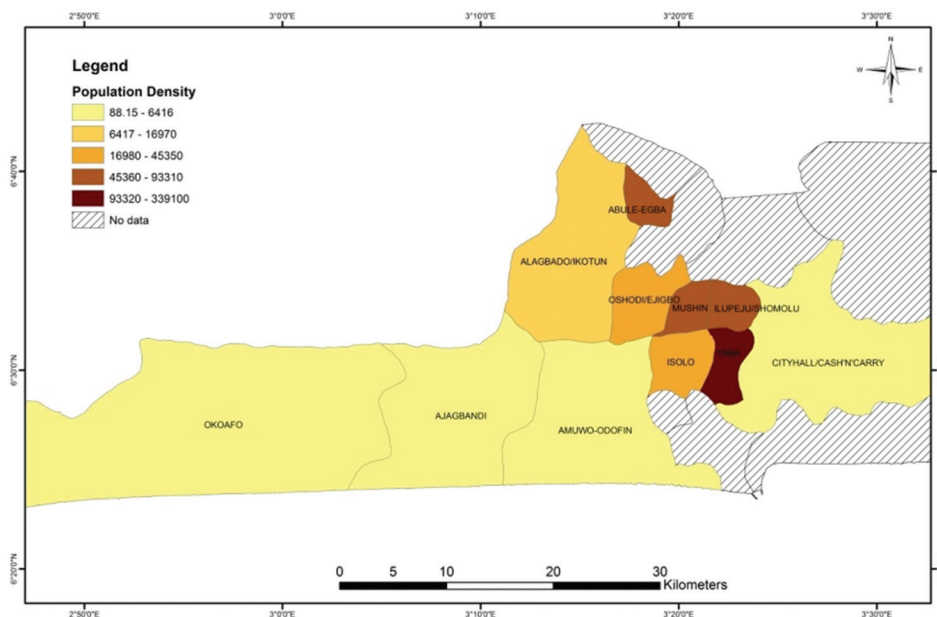 2°50'0"E 3°0'0"E 3°10'0"E 3°20'0"E 3°30'0"E
Legend
Population Density
88.15 - 6416
6417 - 16970
16980 - 45350
45360 - 93310
93320 - 339100
No data
N
W E
S
6°40'0"N
ABULE-EGBA
ALAGBADO/IKOTUN
OSHODI/EJIGBO
MUSHIN ILUPEJU/SHOMOLU
6°30'0"N
ISOLO
CITYHALL/CASH'N'CARRY
AJAGBANDI
OKOAFO
AMUWO-ODOFIN
6°20'0"N
0 5 10 20 30
Kilometers
2°50'0"E 3°0'0"E 3°10'0"E 3°20'0"E 3°30'0"E